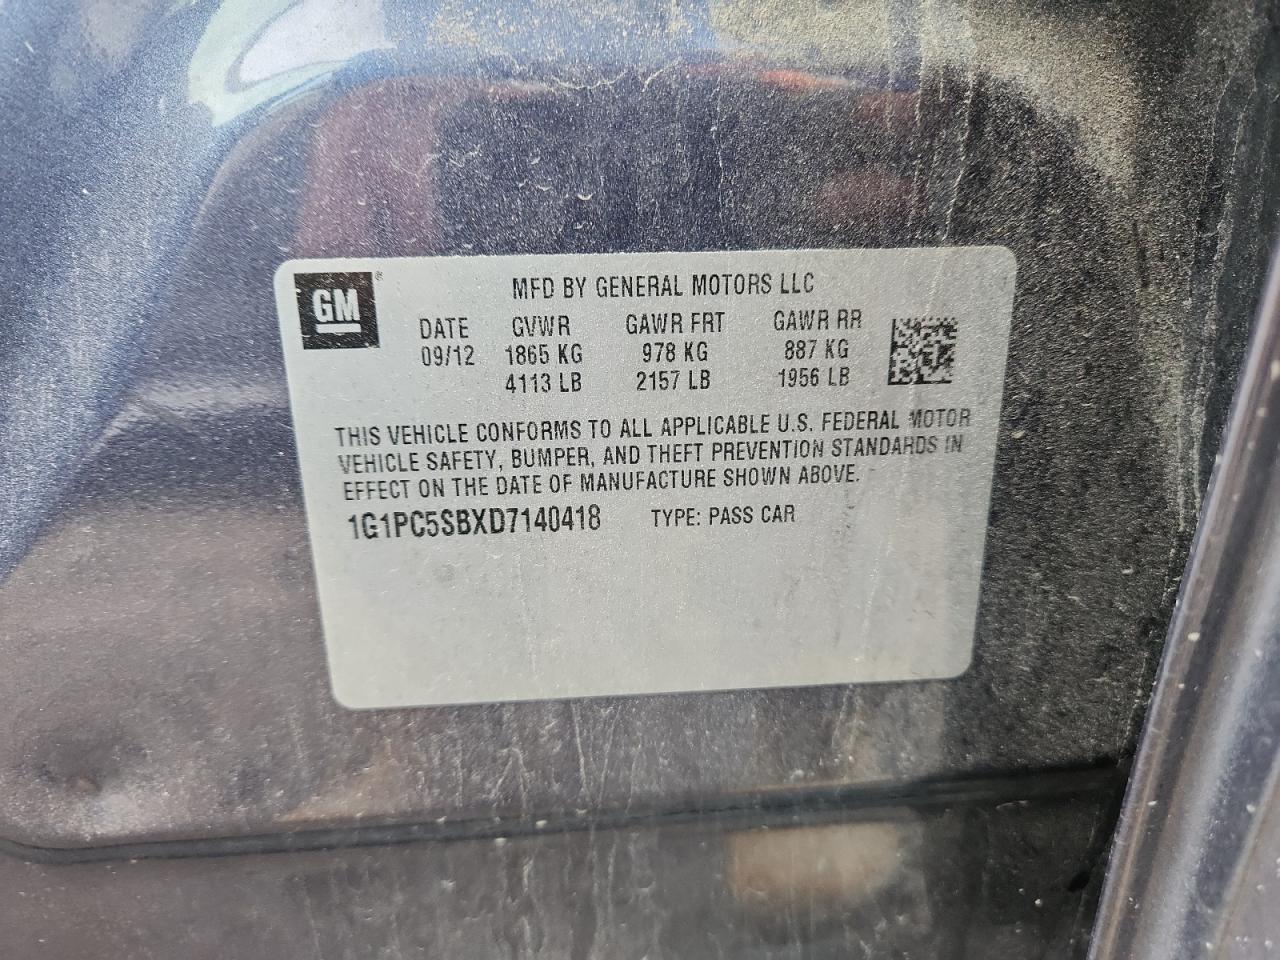 GM ®
MFD BY GENERAL MOTORS LLC
DATE GVWR GAWR FRT GAWR RR
09/12 1865 KG 978 KG 887 KG
4113 LB 2157 LB 1956 LB
THIS VEHICLE CONFORMS TO ALL APPLICABLE U.S. FEDERAL MOTOR
VEHICLE SAFETY, BUMPER, AND THEFT PREVENTION STANDARDS IN
EFFECT ON THE DATE OF MANUFACTURE SHOWN ABOVE.
1G1PC5SBXD7140418 TYPE: PASS CAR